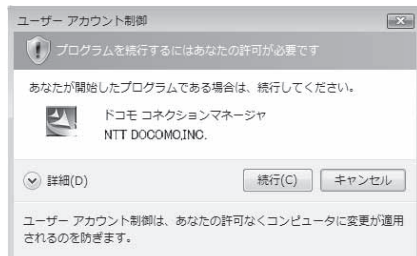 ユーザー アカウント制御
プログラムを続行するにはあなたの許可が必要です
あなたが開始したプログラムである場合は、続行してください。
ドコモ コネクションマネージャ
NTT DOCOMO,INC.
詳細(D)
続行(C)
キャンセル
ユーザー アカウント制御は、あなたの許可なくコンピュータに変更が適用
されるのを防ぎます。